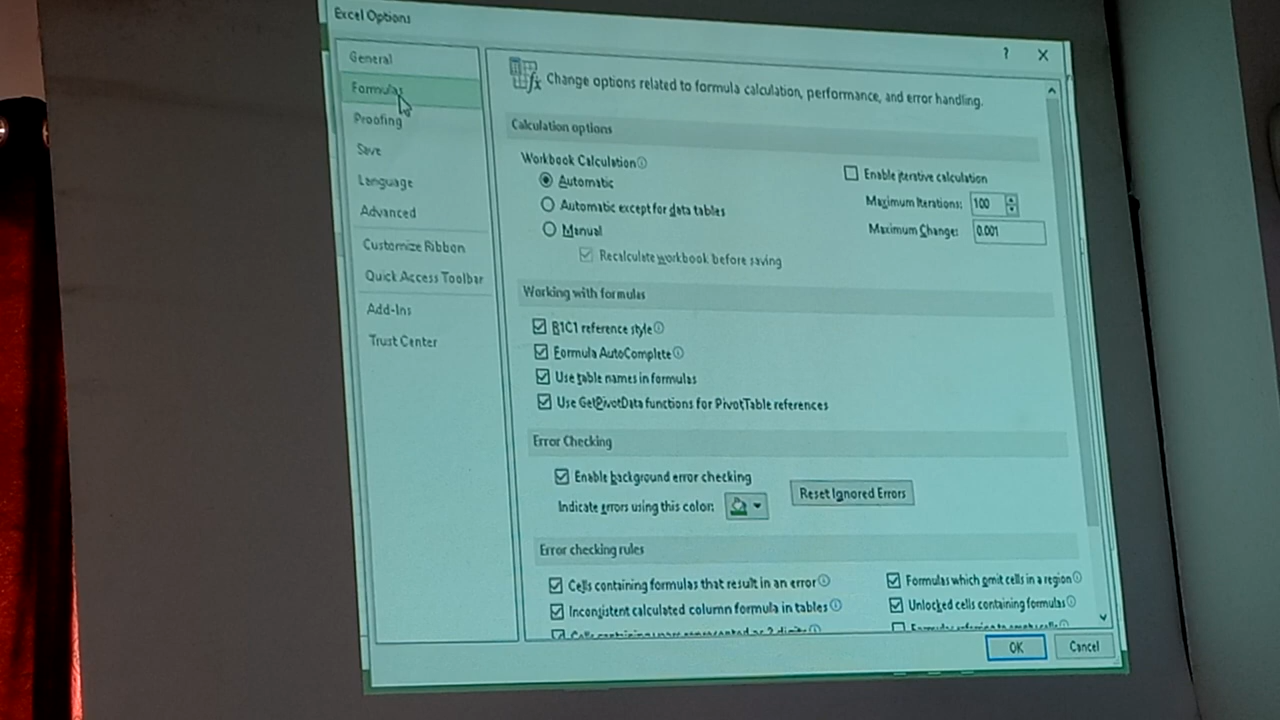 Excel Options
?
General
Formulas
Proofing
Save
Language
Advanced
Customize Ribbon
Quick Access Toolbar
Add-Ins
Trust Center
Change options related to formula calculation, performance, and error handling.
Calculation options
Workbook Calculation
Automatic
Automatic except for data tables
Manual
Recalculate workbook before saving
Enable iterative calculation
Maximum Iterations: 100
Maximum Change: 0.001
Working with formulas
R1C1 reference style
Formula AutoComplete
Use table names in formulas
Use GetPivotData functions for PivotTable references
Error Checking
Enable background error checking
Indicate errors using this color:
Reset Ignored Errors
Error checking rules
Cells containing formulas that result in an error
Inconsistent calculated column formula in tables
Formulas which omit cells in a region
Unlocked cells containing formulas
OK
Cancel